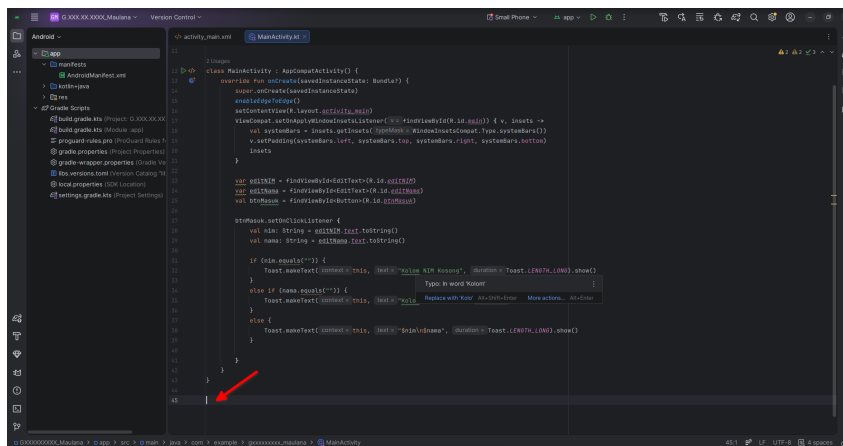 GM G.XXX.XX.XXXX_Maulana Version Control
Small Phone app
Android
activity_main.xml MainActivity.kt
app
manifests
AndroidManifest.xml
kotlin+java
res
Gradle Scripts
build.gradle.kts (Project: G.XXX.XX.XX
build.gradle.kts (Module :app)
proguard-rules.pro (ProGuard Rules f
gradle.properties (Project Properties)
gradle-wrapper.properties (Gradle Ve
libs.versions.toml (Version Catalog "lib
local.properties (SDK Location)
settings.gradle.kts (Project Settings)
2 Usages
class MainActivity : AppCompatActivity() {
override fun onCreate(savedInstanceState: Bundle?) {
super.onCreate(savedInstanceState)
enableEdgeToEdge()
setContentView(R.layout.activity_main)
ViewCompat.setOnApplyWindowInsetsListener( v = findViewById(R.id.main)) { v, insets ->
val systemBars = insets.getInsets( typeMask = WindowInsetsCompat.Type.systemBars())
v.setPadding(systemBars.left, systemBars.top, systemBars.right, systemBars.bottom)
insets
}
var editNIM = findViewById<EditText>(R.id.editNIM)
var editNama = findViewById<EditText>(R.id.editNama)
val btnMasuk = findViewById<Button>(R.id.btnMasuk)
btnMasuk.setOnClickListener {
val nim: String = editNIM.text.toString()
val nama: String = editNama.text.toString()
if (nim.equals("")) {
Toast.makeText( context = this, text = "Kolom NIM Kosong", duration = Toast.LENGTH_LONG).show()
}
Typo: In word 'Kolom'
else if (nama.equals("")) {
Replace with 'Kolo' Alt+Shift+Enter More actions... Alt+Enter
Toast.makeText( context = this, text = "Kolo
}
else {
Toast.makeText( context = this, text = "$nim\n$nama", duration = Toast.LENGTH_LONG).show()
}
}
}
}
45
GXXXXXXXXX_Maulana > app > src > main > java > com > example > gxxxxxxxxx_maulana > MainActivity
45:1 LF UTF-8 4 spaces